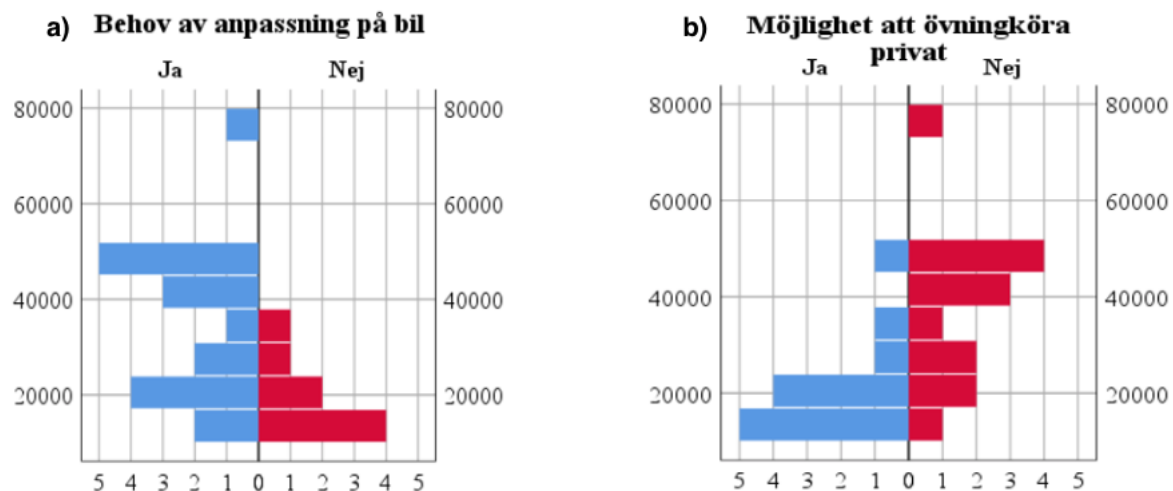 a) Behov av anpassning på bil
Ja Nej
80000 80000
60000 60000
40000 40000
20000 20000
5 4 3 2 1 0 1 2 3 4 5
b) Möjlighet att övningköra
privat
Ja Nej
80000 80000
60000 60000
40000 40000
20000 20000
5 4 3 2 1 0 1 2 3 4 5